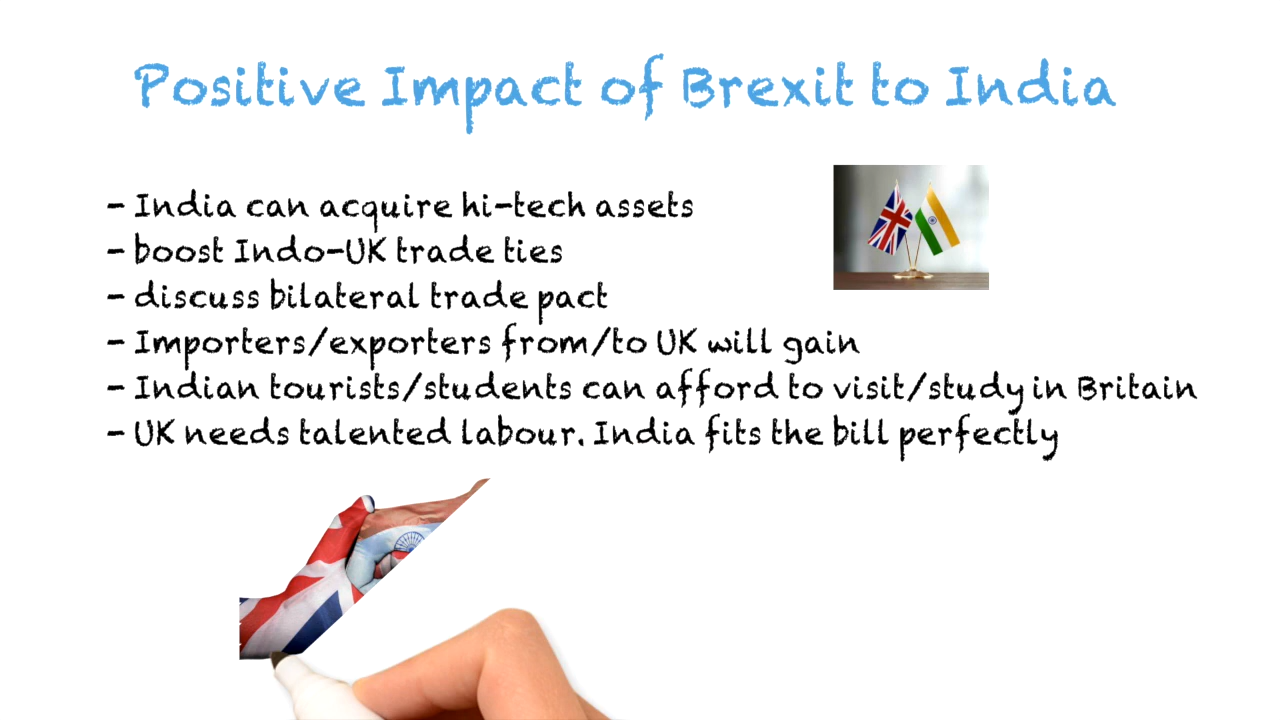 Positive Impact of Brexit to India
- India can acquire hi-tech assets
- boost Indo-UK trade ties
- discuss bilateral trade pact
- Importers/exporters from/to UK will gain
- Indian tourists/students can afford to visit/study in Britain
- UK needs talented labour. India fits the bill perfectly